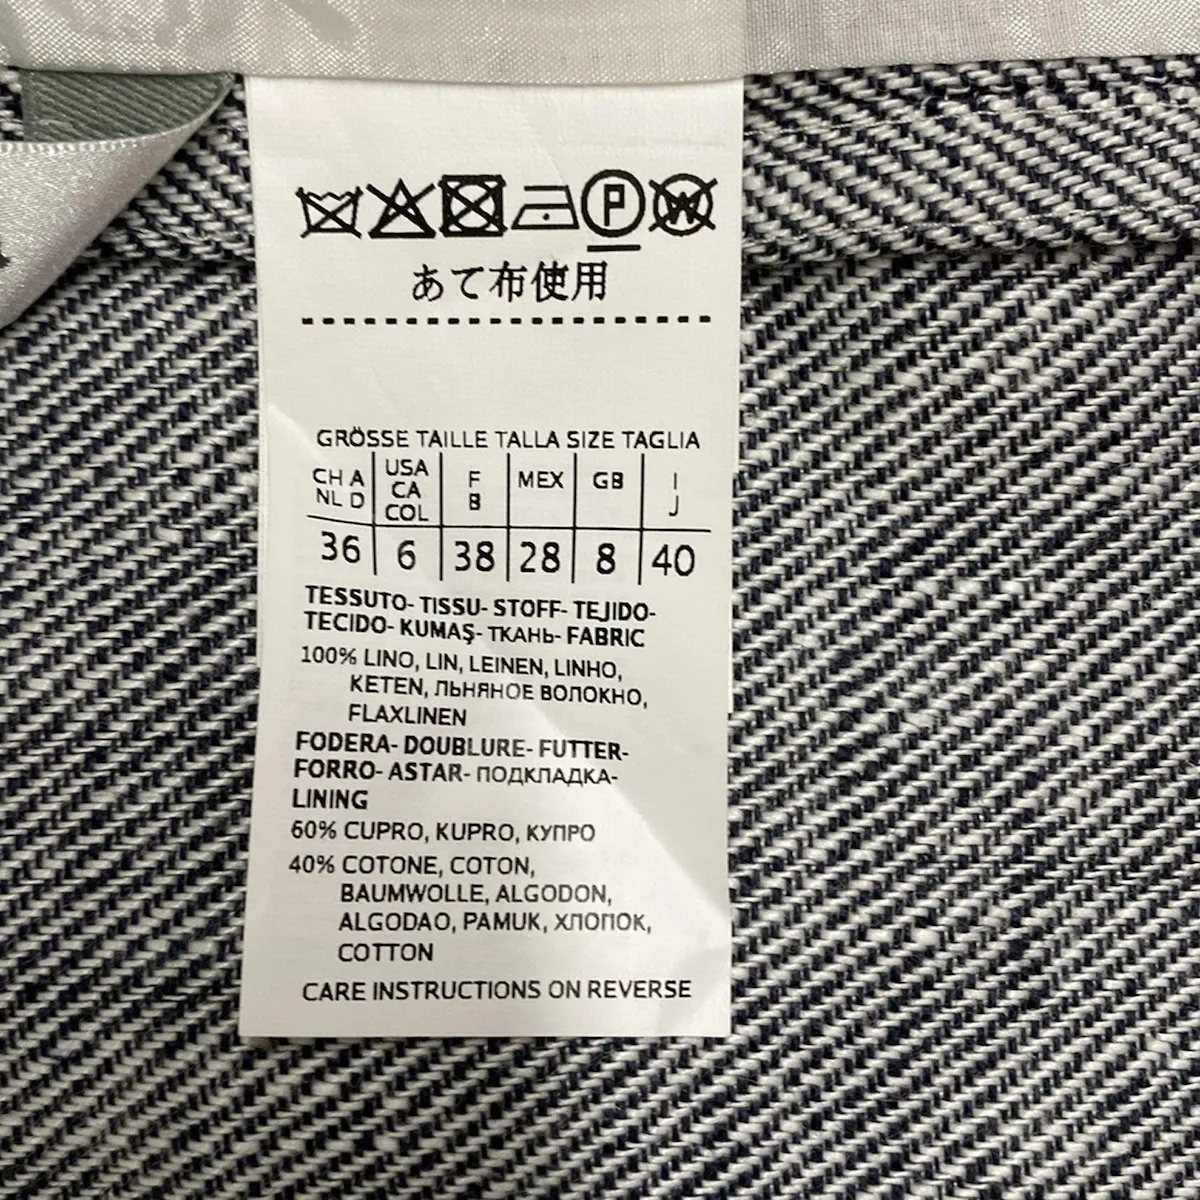 P W
あて布使用
GRÖSSE TAILLE TALLA SIZE TAGLIA
CH A NL D USA CA COL F B MEX GB I J
36 6 38 28 8 40
TESSUTO- TISSU- STOFF- TEJIDO-
TECIDO- KUMAŞ- ТКАНЬ- FABRIC
100% LINO, LIN, LEINEN, LINHO,
KETEN, ЛЬНЯНОЕ ВОЛОКНО,
FLAXLINEN
FODERA- DOUBLURE- FUTTER-
FORRO- ASTAR- ПОДКЛАДКА-
LINING
60% CUPRO, KUPRO, КУПРО
40% COTONE, COTON,
BAUMWOLLE, ALGODON,
ALGODAO, PAMUK, ХЛОПОК,
COTTON
CARE INSTRUCTIONS ON REVERSE